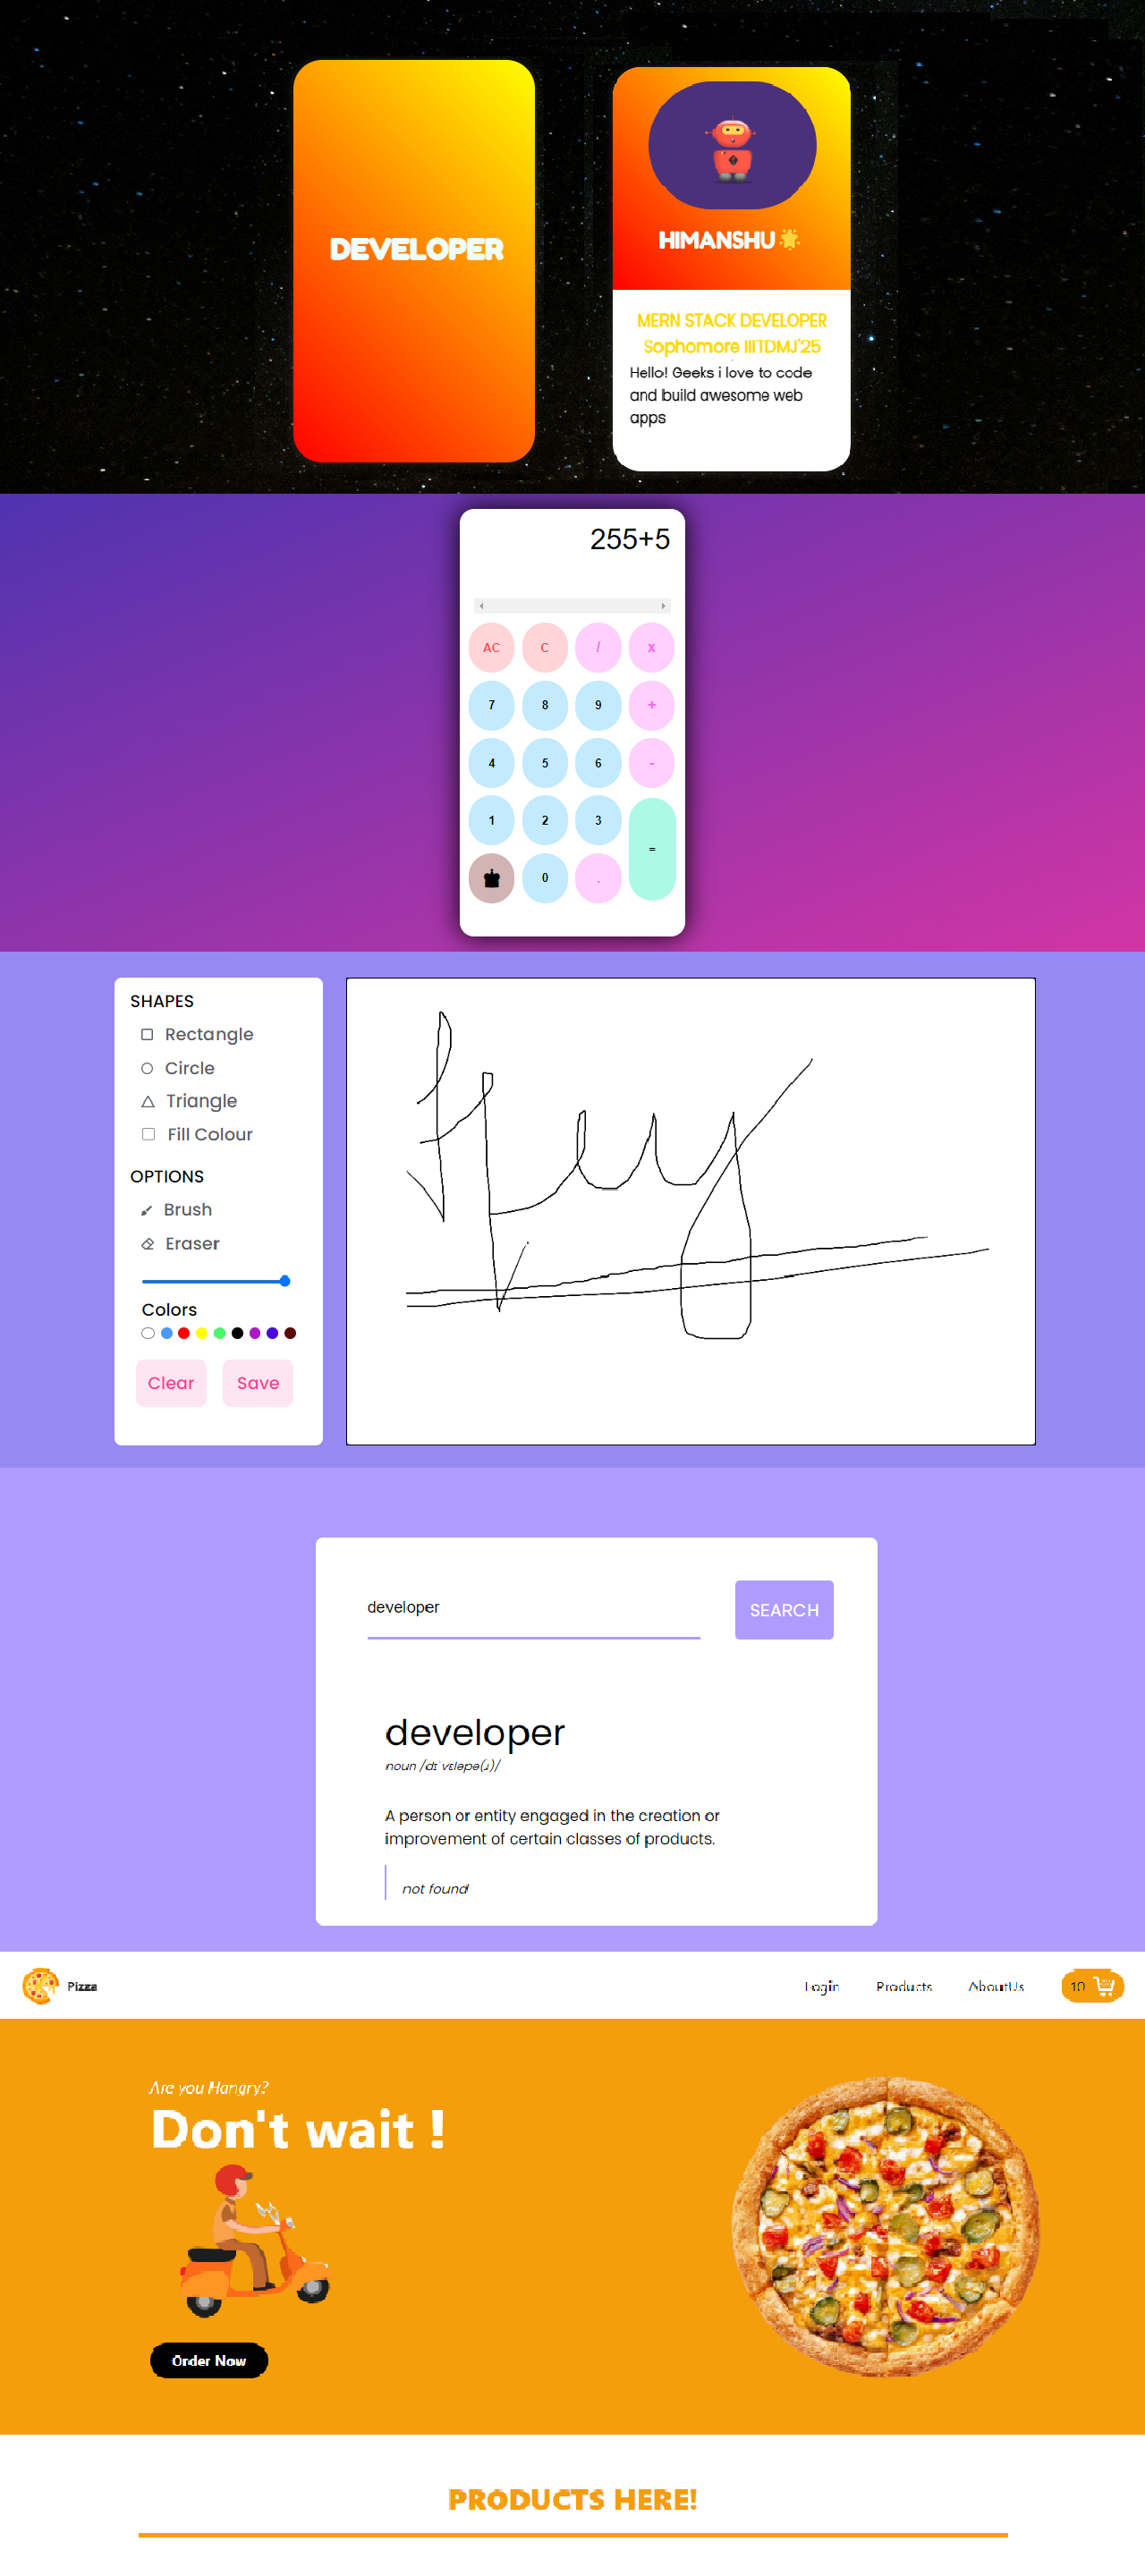 DEVELOPER
HIMANSHU
MERN STACK DEVELOPER
Sophomore IIITDMJ'25
Hello! Geeks i love to code
and build awesome web
apps
255+5
AC C / x
7 8 9 +
4 5 6 -
1 2 3
=
0 .
SHAPES
Rectangle
Circle
Triangle
Fill Colour
OPTIONS
Brush
Eraser
Colors
Clear Save
Hey
developer
SEARCH
developer
noun /dɪˈvɛləpə(ɹ)/
A person or entity engaged in the creation or
improvement of certain classes of products.
not found
Pizza
Login Products AboutUs 10
Are you Hangry?
Don't wait !
Order Now
PRODUCTS HERE!